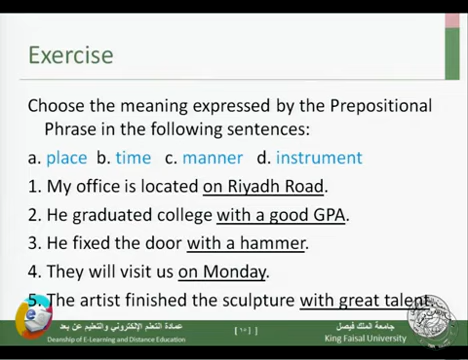 Exercise
Choose the meaning expressed by the Prepositional
Phrase in the following sentences:
a. place b. time c. manner d. instrument
1. My office is located on Riyadh Road.
2. He graduated college with a good GPA.
3. He fixed the door with a hammer.
4. They will visit us on Monday.
5. The artist finished the sculpture with great talent.
عمادة التعلم الإلكتروني والتعليم عن بعد
Deanship of E-Learning and Distance Education
[ ١٥ ]
جامعة الملك فيصل
King Faisal University